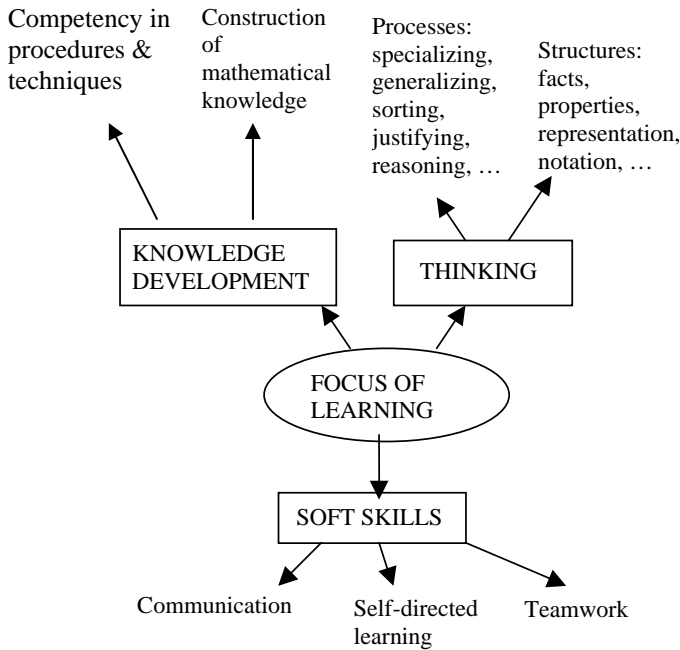 Competency in
procedures &
techniques
Construction
of
mathematical
knowledge
Processes:
specializing,
generalizing,
sorting,
justifying,
reasoning, …
Structures:
facts,
properties,
representation,
notation, …
KNOWLEDGE
DEVELOPMENT
THINKING
FOCUS OF
LEARNING
SOFT SKILLS
Communication
Self-directed
learning
Teamwork